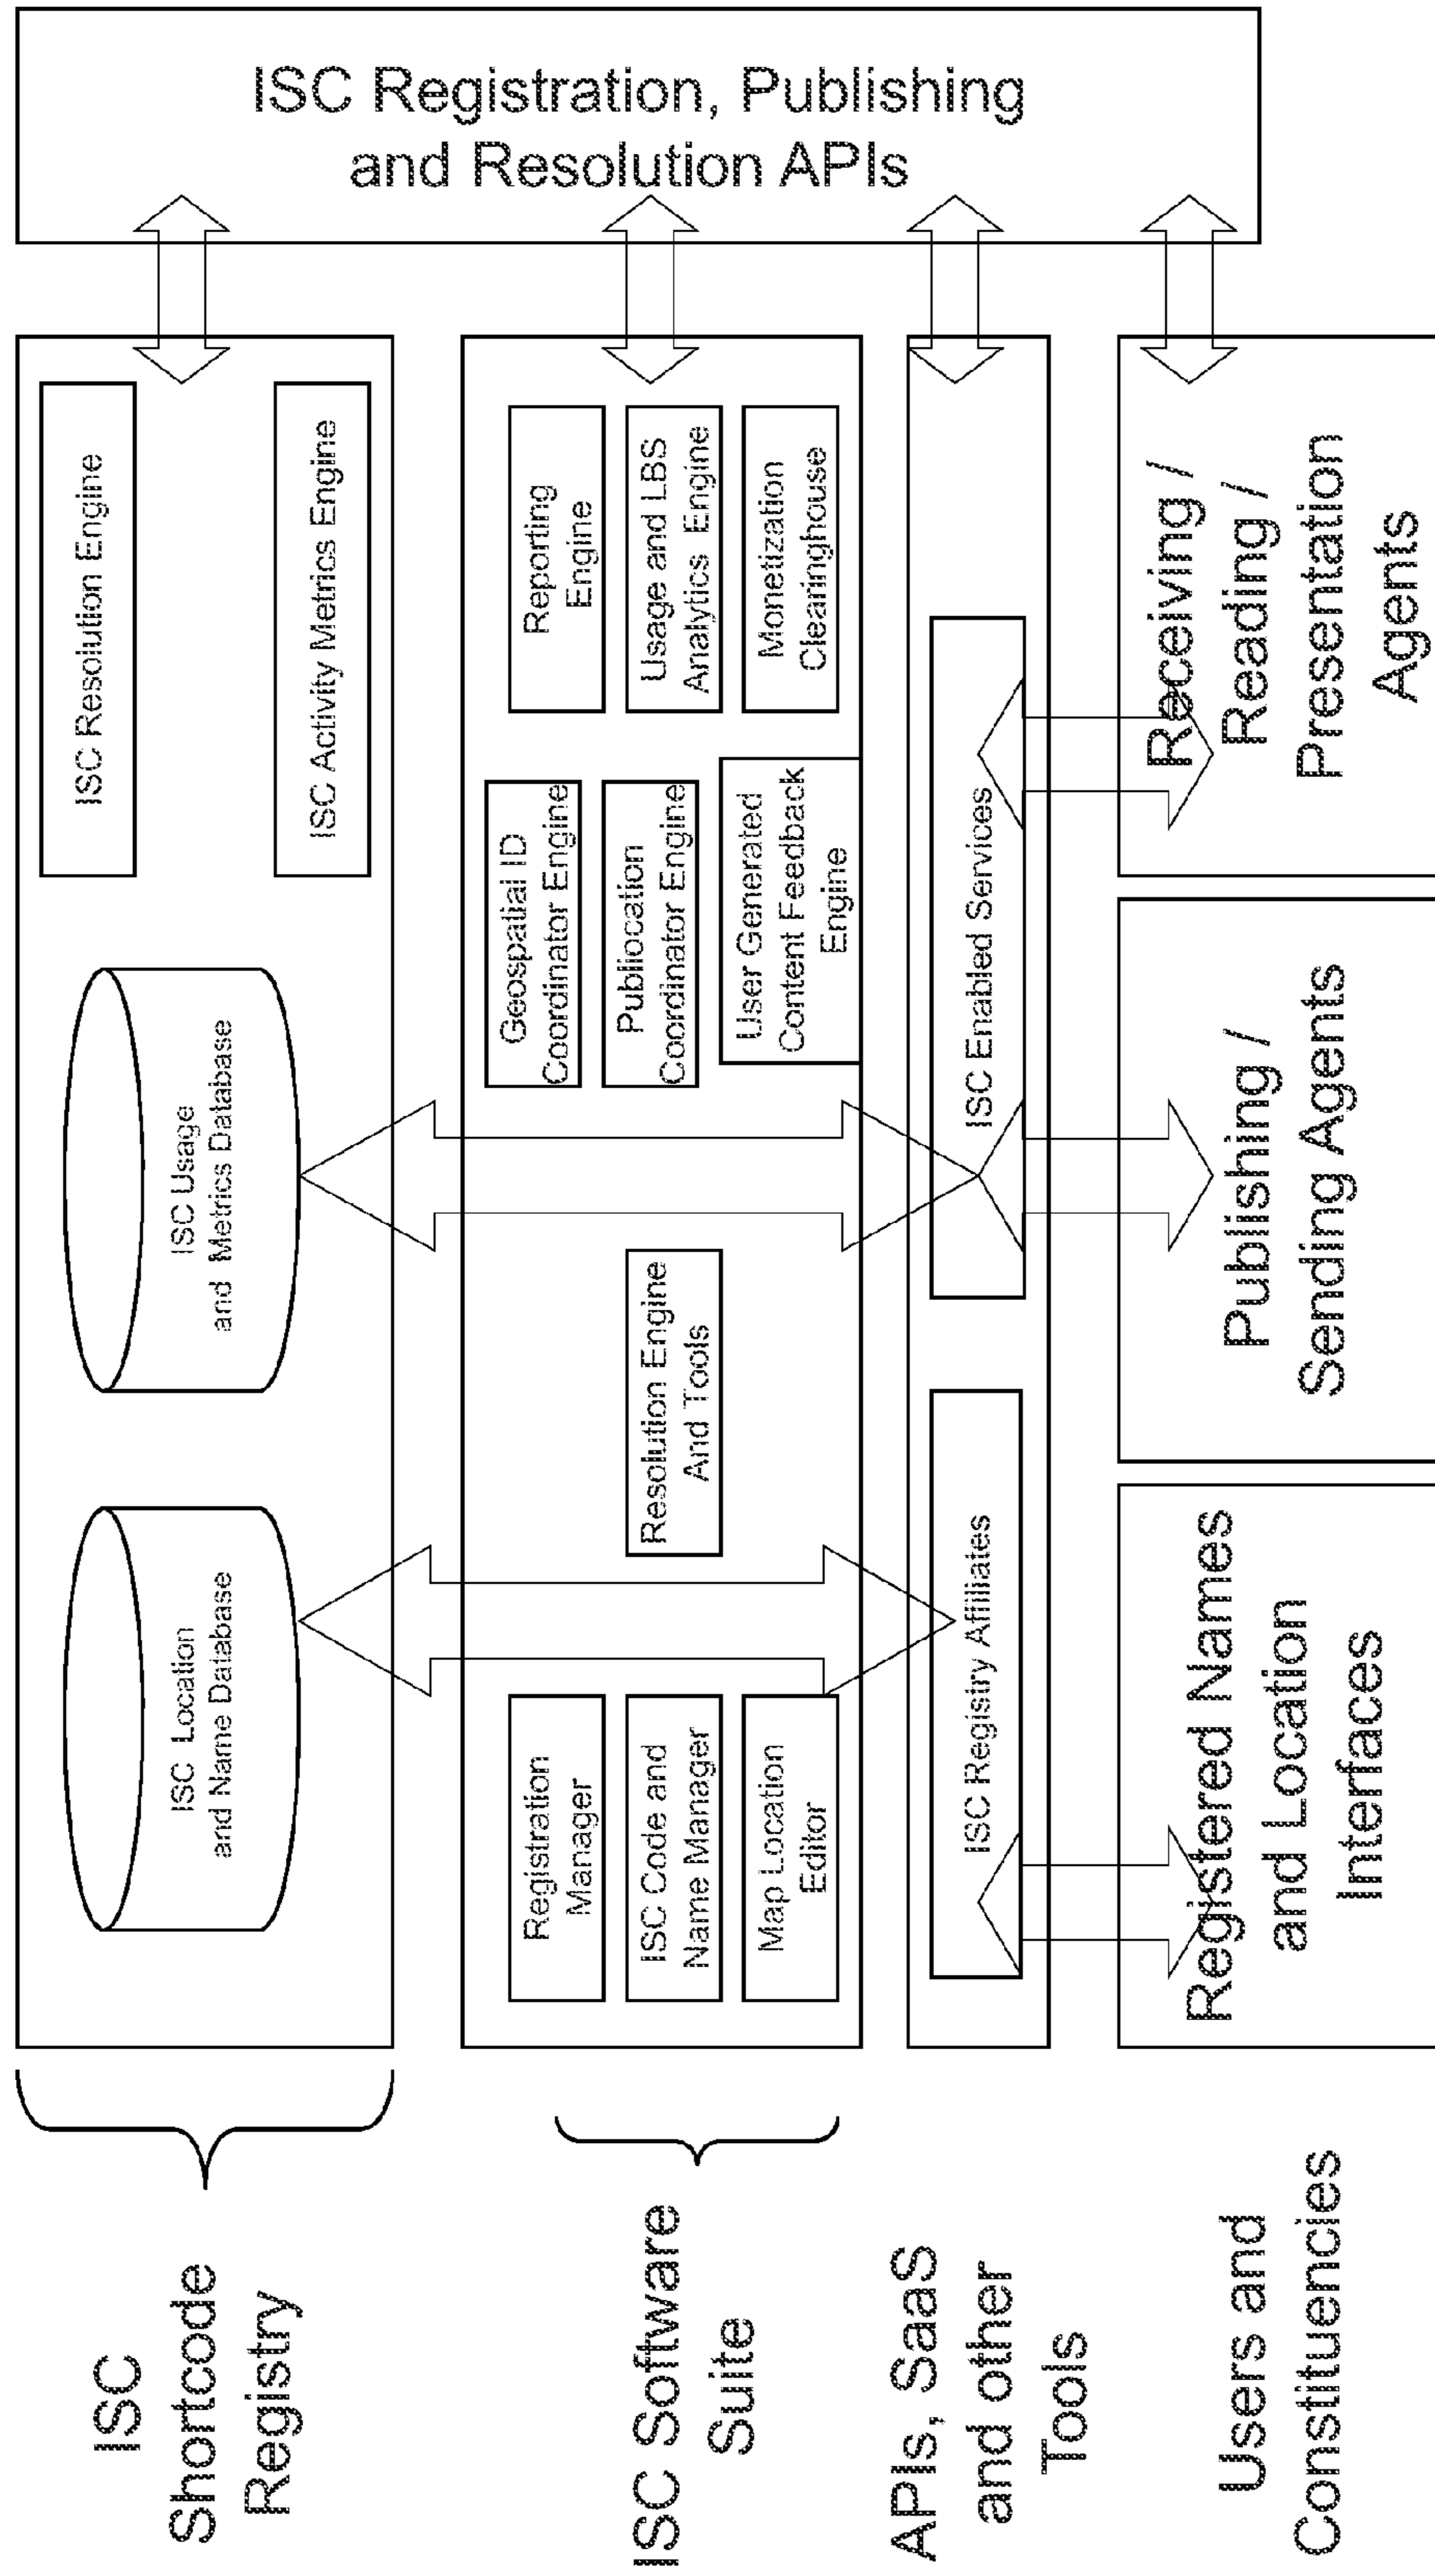 ISC Registration, Publishing
and Resolution APIs
ISC
Shortcode
Registry
ISC Location
and Name Database
ISC Usage
and Metrics Database
ISC Resolution Engine
ISC Activity Metrics Engine
ISC Software
Suite
Registration
Manager
ISC Code and
Name Manager
Map Location
Editor
Resolution Engine
And Tools
Geospatial ID
Coordinator Engine
Publocation
Coordinator Engine
User Generated
Content Feedback
Engine
Reporting
Engine
Usage and LBS
Analytics Engine
Monetization
Clearinghouse
APIs, SaaS
and other
Tools
ISC Registry Affiliates
ISC Enabled Services
Users and
Constituencies
Registered Names
and Location
Interfaces
Publishing /
Sending Agents
Receiving /
Reading /
Presentation
Agents